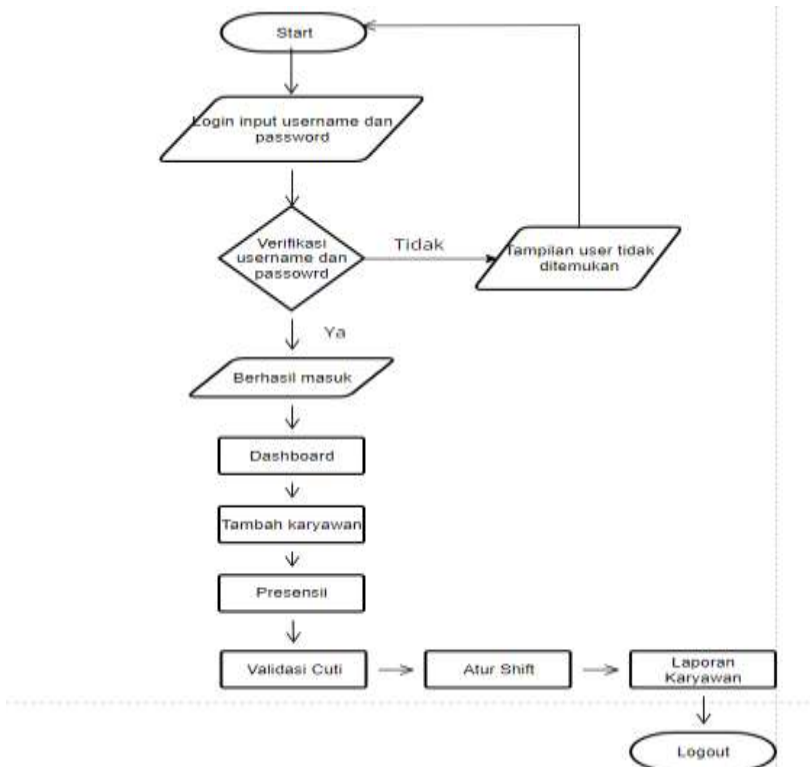 Start
Login input username dan
password
Verifikasi
username dan
passowrd
Tidak
Tampilan user tidak
ditemukan
Ya
Berhasil masuk
Dashboard
Tambah karyawan
Presensii
Validasi Cuti
Atur Shift
Laporan
Karyawan
Logout